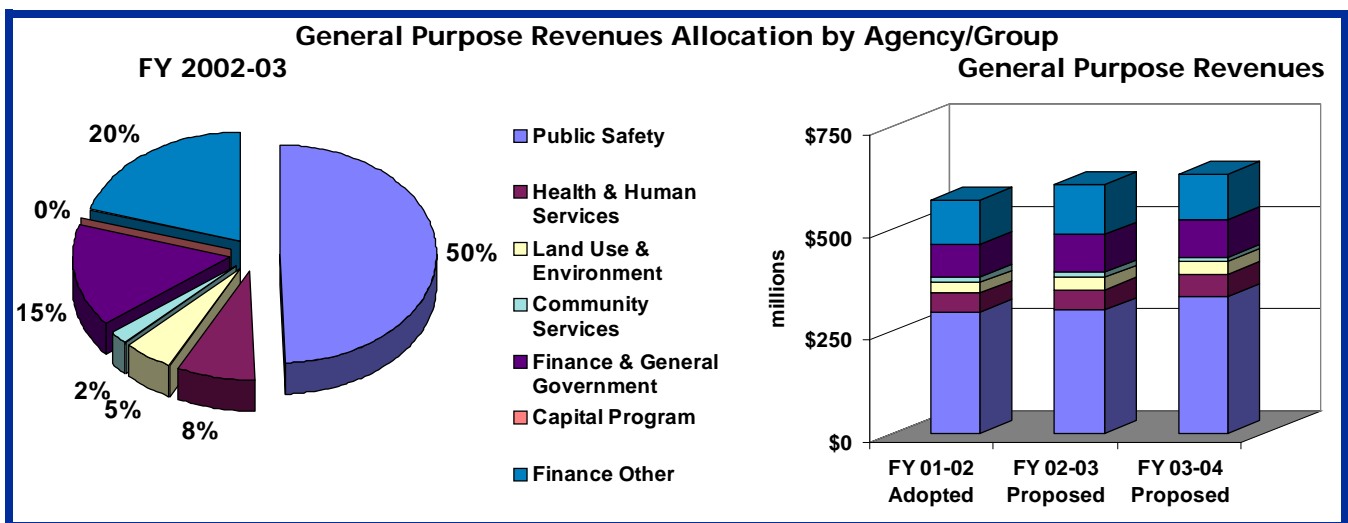 General Purpose Revenues Allocation by Agency/Group
FY 2002-03
20%
0%
15%
2%
5%
8%
50%
Public Safety
Health & Human
Services
Land Use &
Environment
Community
Services
Finance & General
Government
Capital Program
Finance Other
General Purpose Revenues
$750
$500
$250
$0
millions
FY 01-02
Adopted
FY 02-03
Proposed
FY 03-04
Proposed